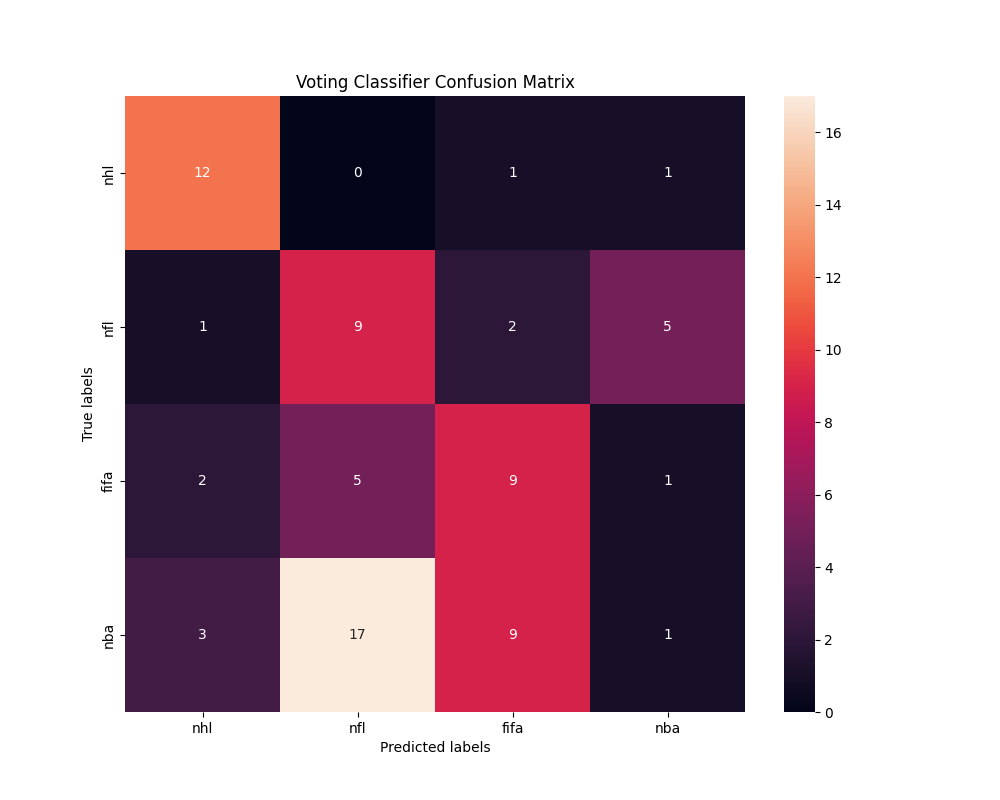 Voting Classifier Confusion Matrix
nhl 12 0 1 1
nfl 1 9 2 5
fifa 2 5 9 1
nba 3 17 9 1
nhl nfl fifa nba
Predicted labels
True labels
16
14
12
10
8
6
4
2
0